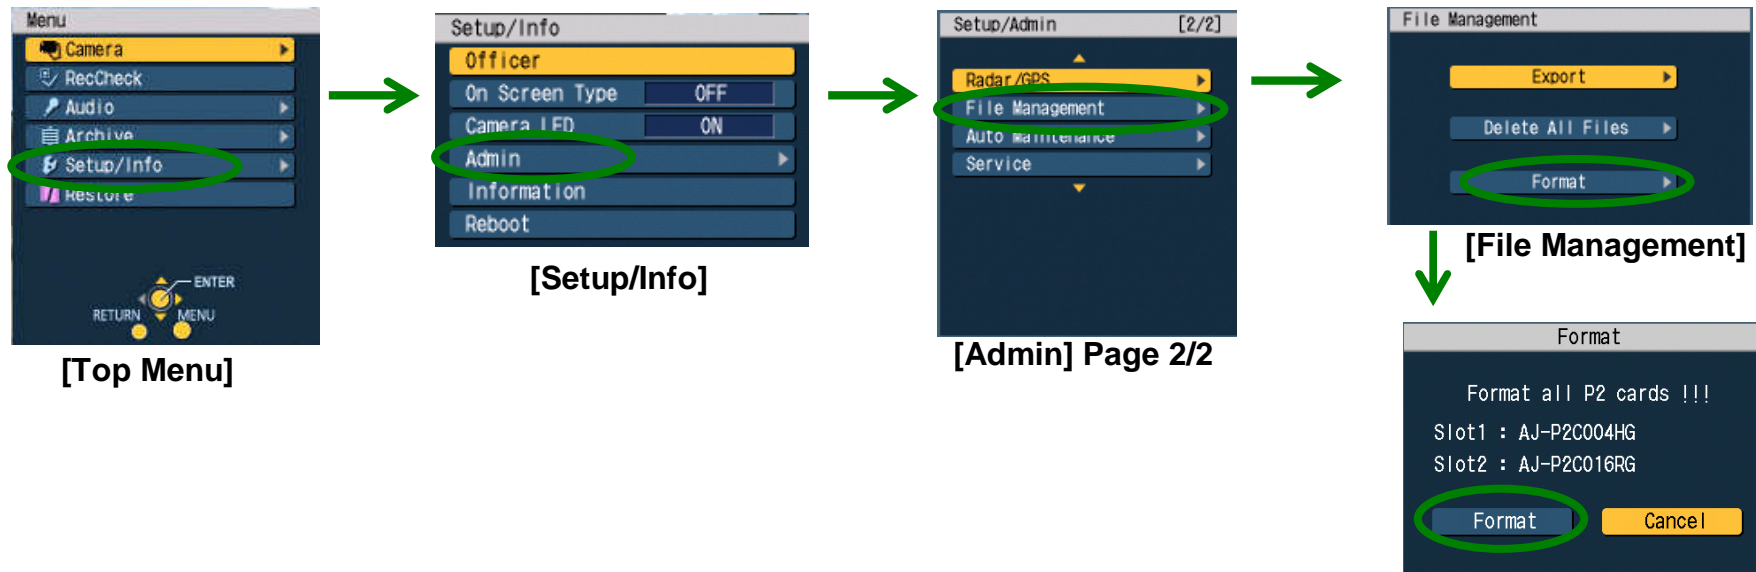 Menu
Camera
RecCheck
Audio
Archive
Setup/Info
Restore
ENTER
RETURN MENU
[Top Menu]
Setup/Info
Officer
On Screen Type OFF
Camera LED ON
Admin
Information
Reboot
[Setup/Info]
Setup/Admin [2/2]
Radar/GPS
File Management
Auto Maintenance
Service
[Admin] Page 2/2
File Management
Export
Delete All Files
Format
[File Management]
Format
Format all P2 cards !!!
Slot1 : AJ-P2C004HG
Slot2 : AJ-P2C016RG
Format Cancel